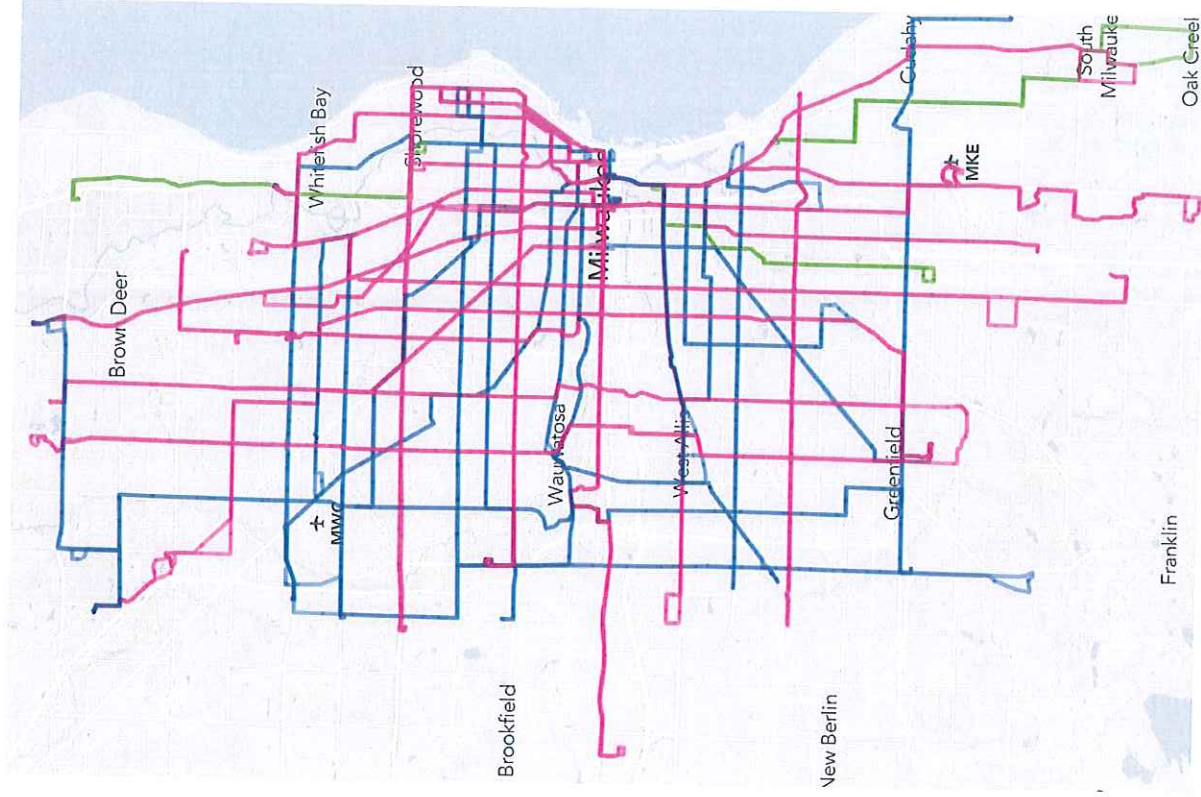 Brown Deer
Whitefish Bay
Shorewood
MWC
Brookfield
Wauwatosa
Milwaukee
West Allis
New Berlin
Greenfield
Cudahy
MKE
South
Milwaukee
Oak Creek
Franklin